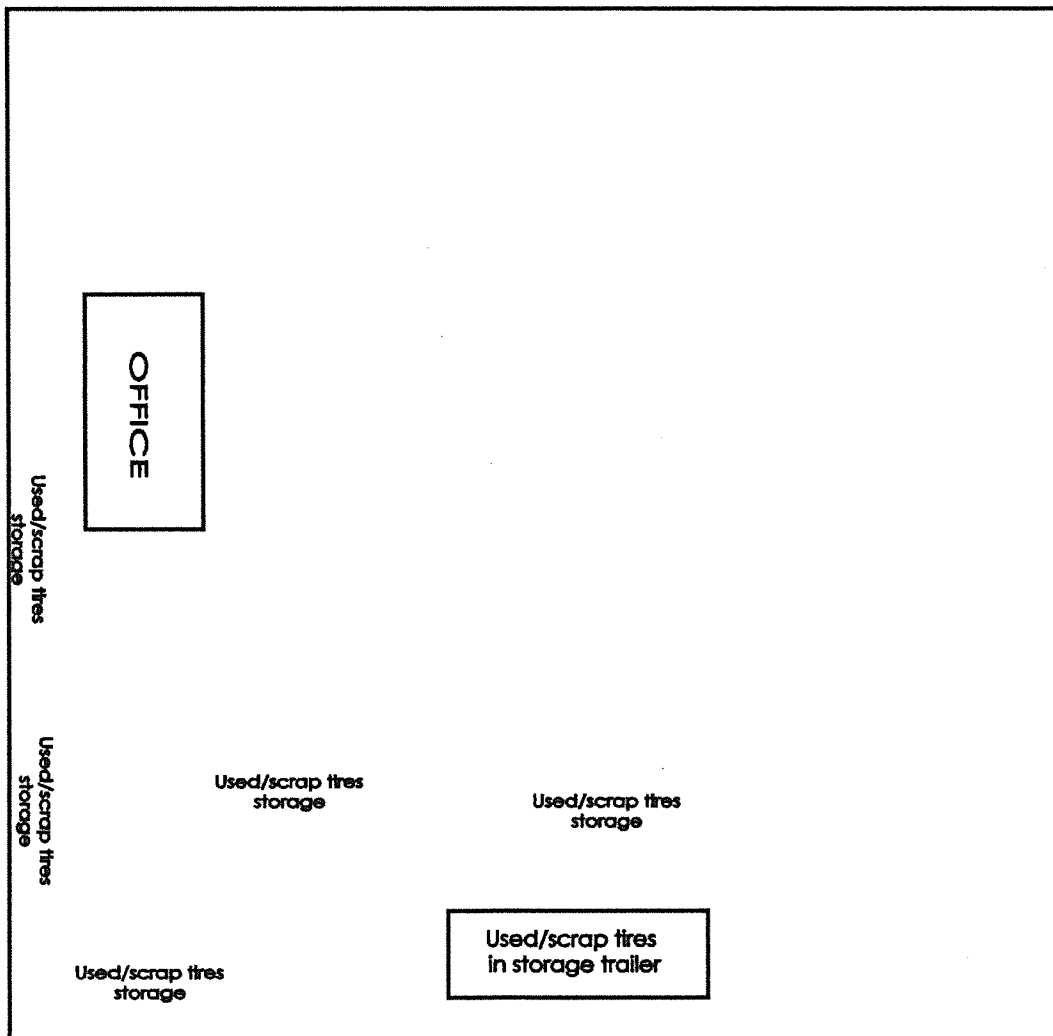 OFFICE
Used/scrap tires
storage
Used/scrap tires
storage
Used/scrap tires
storage
Used/scrap tires
storage
Used/scrap tires
in storage trailer
Used/scrap tires
storage